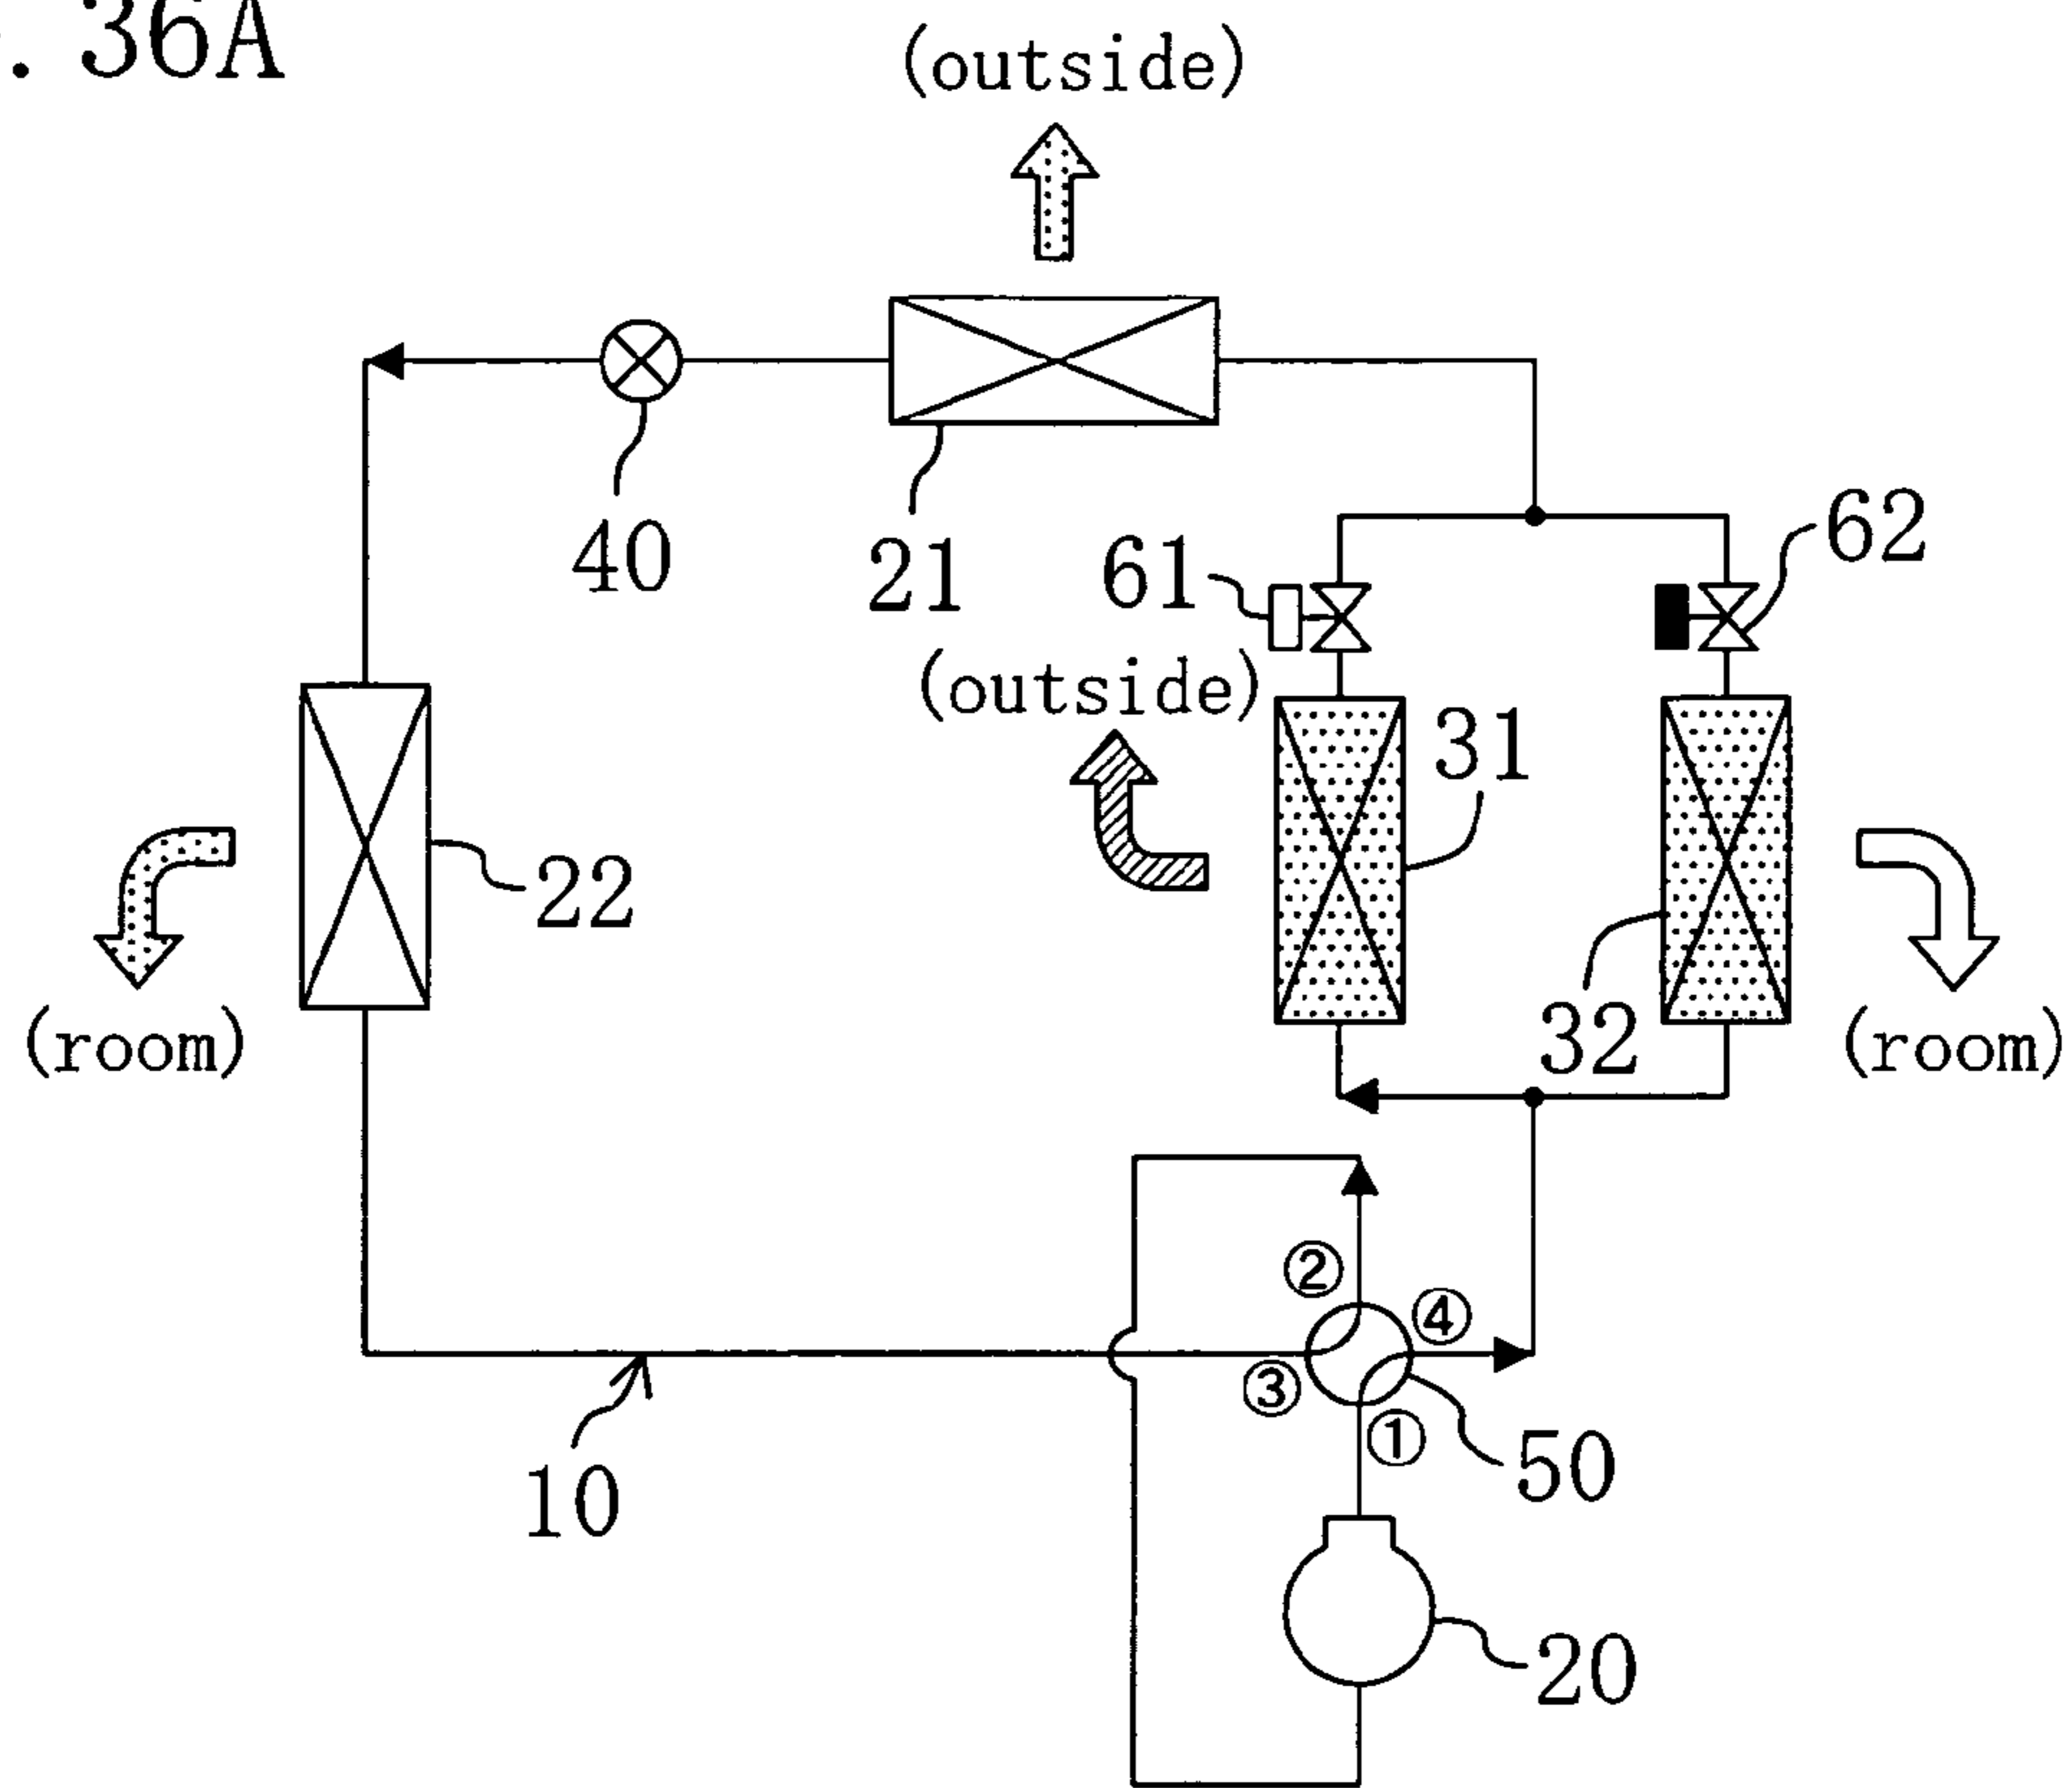 . 36A
(outside)
40
21
61
62
(outside)
31
22
32
(room)
(room)
②
④
③
①
10
50
20